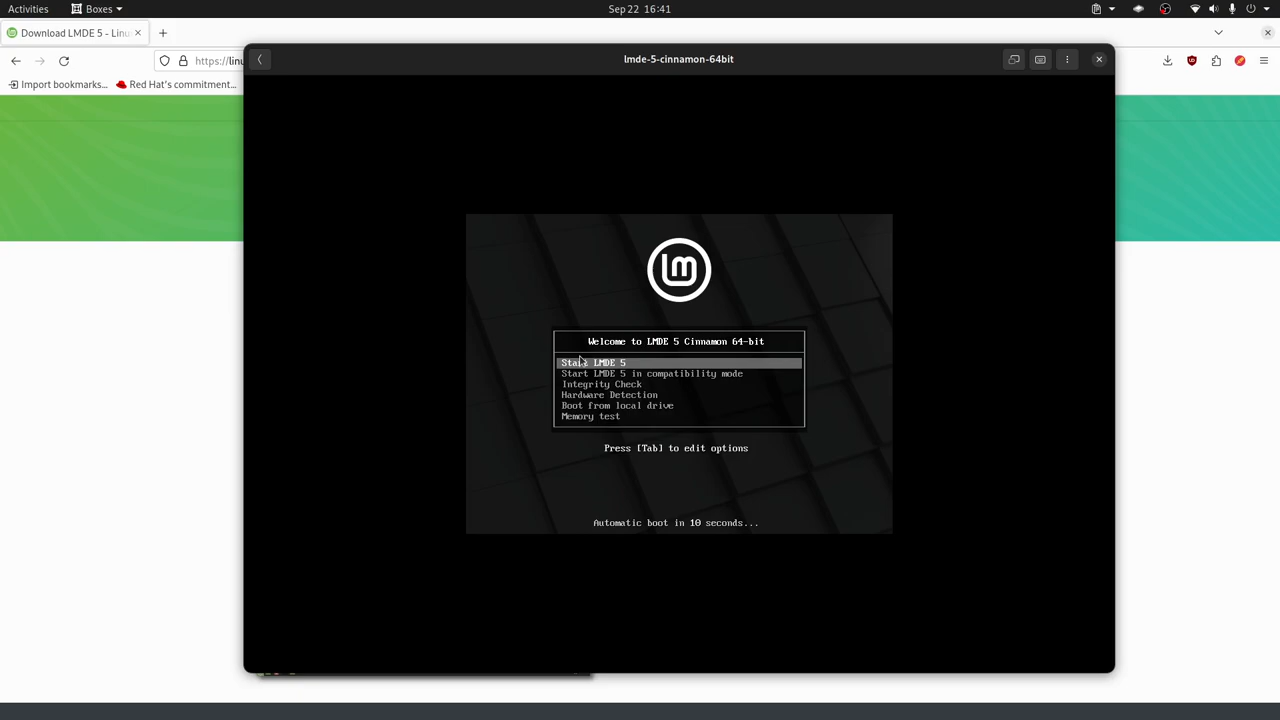 Activities
Boxes
Sep 22 16:41
Download LMDE 5 - Linu
https://linu
Import bookmarks...
Red Hat's commitment...
lmde-5-cinnamon-64bit
lm
Welcome to LMDE 5 Cinnamon 64-bit
Start LMDE 5
Start LMDE 5 in compatibility mode
Integrity Check
Hardware Detection
Boot from local drive
Memory test
Press [Tab] to edit options
Automatic boot in 10 seconds...